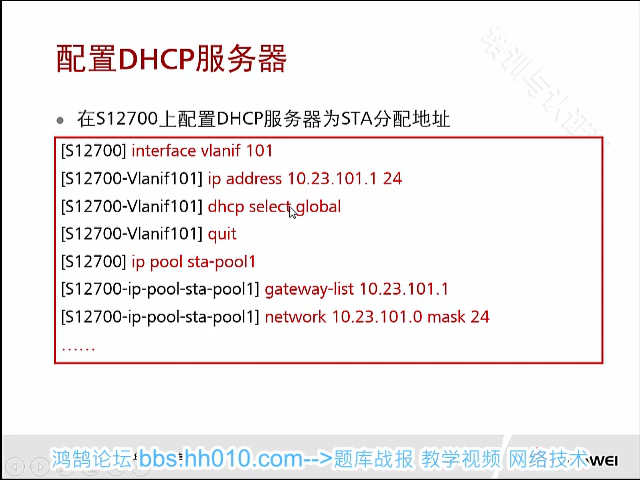 配置DHCP服务器
培训与认证
在S12700上配置DHCP服务器为STA分配地址
[S12700] interface vlanif 101
[S12700-Vlanif101] ip address 10.23.101.1 24
[S12700-Vlanif101] dhcp select global
[S12700-Vlanif101] quit
[S12700] ip pool sta-pool1
[S12700-ip-pool-sta-pool1] gateway-list 10.23.101.1
[S12700-ip-pool-sta-pool1] network 10.23.101.0 mask 24
……
鸿鹄论坛 bbs.hh010.com-->题库战报 教学视频 网络技术